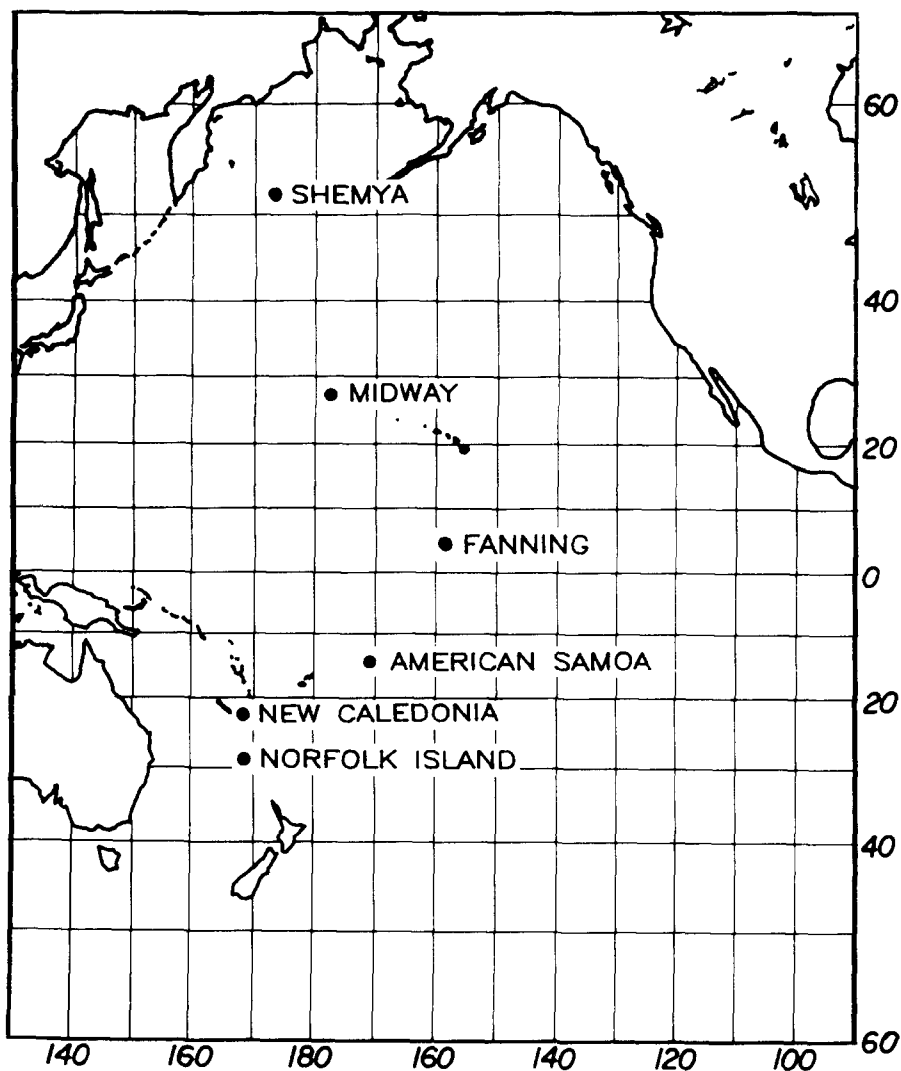 60
SHEMYA
40
MIDWAY
20
FANNING
0
AMERICAN SAMOA
20
NEW CALEDONIA
NORFOLK ISLAND
40
60
140 160 180 160 140 120 100